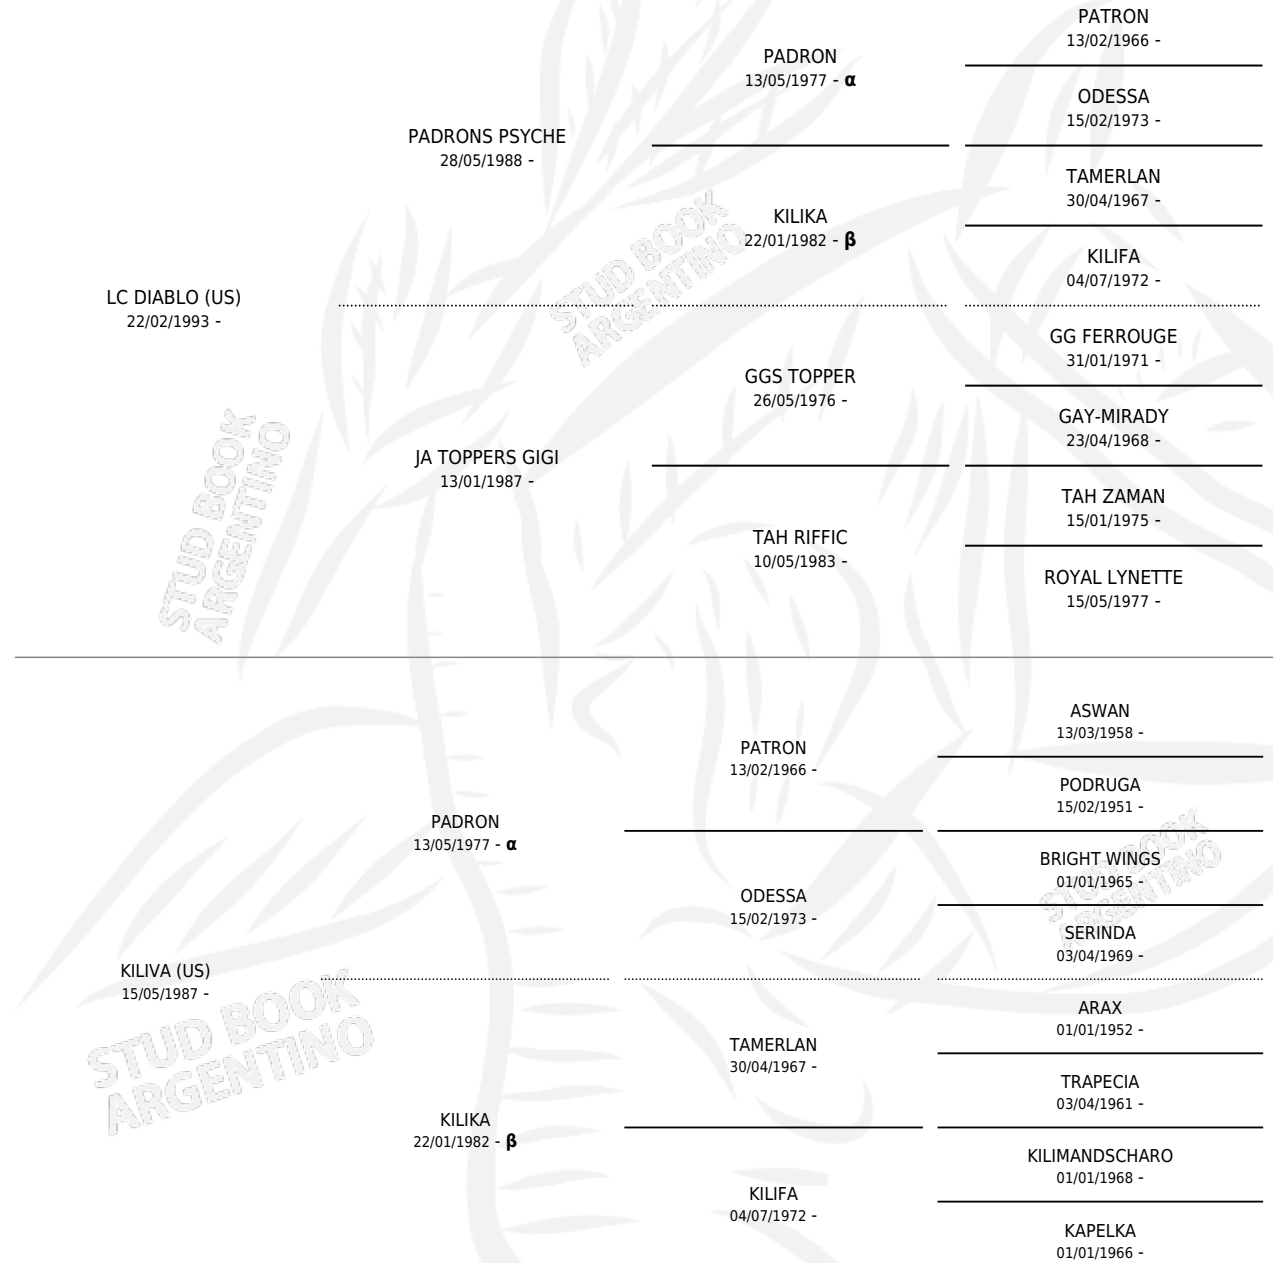 PATRON
13/02/1966 -
PADRON
13/05/1977 - α
ODESSA
15/02/1973 -
PADRONS PSYCHE
28/05/1988 -
TAMERLAN
30/04/1967 -
KILIKA
22/01/1982 - β
KILIFA
04/07/1972 -
STUD BOOK
ARGENTINO
LC DIABLO (US)
22/02/1993 -
GG FERROUGE
31/01/1971 -
GGS TOPPER
26/05/1976 -
GAY-MIRADY
23/04/1968 -
JA TOPPERS GIGI
13/01/1987 -
TAH ZAMAN
15/01/1975 -
TAH RIFFIC
10/05/1983 -
ROYAL LYNETTE
15/05/1977 -
STUD BOOK
ARGENTINO
ASWAN
13/03/1958 -
PATRON
13/02/1966 -
PODRUGA
15/02/1951 -
PADRON
13/05/1977 - α
BRIGHT WINGS
01/01/1965 -
ODESSA
15/02/1973 -
SERINDA
03/04/1969 -
STUD BOOK
ARGENTINO
KILIVA (US)
15/05/1987 -
ARAX
01/01/1952 -
TAMERLAN
30/04/1967 -
TRAPECIA
03/04/1961 -
STUD BOOK
ARGENTINO
KILIKA
22/01/1982 - β
KILIMANDSCHARO
01/01/1968 -
KILIFA
04/07/1972 -
KAPELKA
01/01/1966 -